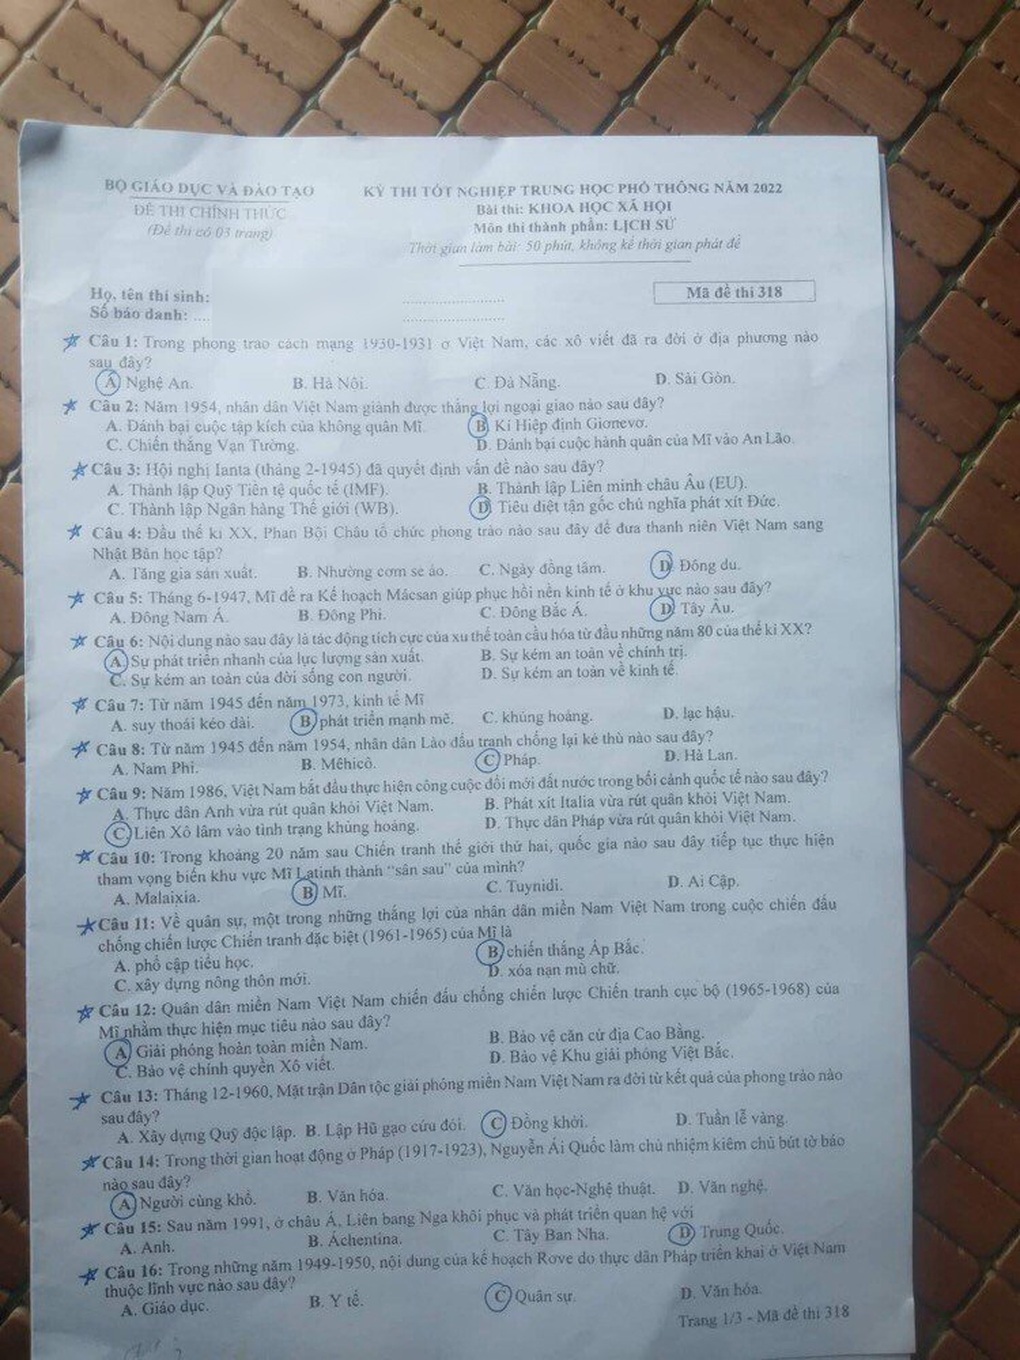 BỘ GIÁO DỤC VÀ ĐÀO TẠO
ĐỀ THI CHÍNH THỨC
(Đề thi có 03 trang)
KỲ THI TỐT NGHIỆP TRUNG HỌC PHỔ THÔNG NĂM 2022
Bài thi: KHOA HỌC XÃ HỘI
Môn thi thành phần: LỊCH SỬ
Thời gian làm bài: 50 phút, không kể thời gian phát đề
Họ, tên thí sinh:
Số báo danh: ....
Mã đề thi 318
Câu 1: Trong phong trào cách mạng 1930-1931 ở Việt Nam, các xô viết đã ra đời ở địa phương nào
sau đây?
A. Nghệ An. B. Hà Nội. C. Đà Nẵng. D. Sài Gòn.
Câu 2: Năm 1954, nhân dân Việt Nam giành được thắng lợi ngoại giao nào sau đây?
A. Đánh bại cuộc tập kích của không quân Mĩ. B. Kí Hiệp định Giơnevơ.
C. Chiến thắng Vạn Tường. D. Đánh bại cuộc hành quân của Mĩ vào An Lão.
Câu 3: Hội nghị Ianta (tháng 2-1945) đã quyết định vấn đề nào sau đây?
A. Thành lập Quỹ Tiền tệ quốc tế (IMF). B. Thành lập Liên minh châu Âu (EU).
C. Thành lập Ngân hàng Thế giới (WB). D. Tiêu diệt tận gốc chủ nghĩa phát xít Đức.
Câu 4: Đầu thế kỉ XX, Phan Bội Châu tổ chức phong trào nào sau đây để đưa thanh niên Việt Nam sang
Nhật Bản học tập?
A. Tăng gia sản xuất. B. Nhường cơm sẻ áo. C. Ngày đồng tâm. D. Đông du.
Câu 5: Tháng 6-1947, Mĩ đề ra Kế hoạch Mácsan giúp phục hồi nền kinh tế ở khu vực nào sau đây?
A. Đông Nam Á. B. Đông Phi. C. Đông Bắc Á. D. Tây Âu.
Câu 6: Nội dung nào sau đây là tác động tích cực của xu thế toàn cầu hóa từ đầu những năm 80 của thế kỉ XX?
A. Sự phát triển nhanh của lực lượng sản xuất. B. Sự kém an toàn về chính trị.
C. Sự kém an toàn của đời sống con người. D. Sự kém an toàn về kinh tế.
Câu 7: Từ năm 1945 đến năm 1973, kinh tế Mĩ
A. suy thoái kéo dài. B. phát triển mạnh mẽ. C. khủng hoảng. D. lạc hậu.
Câu 8: Từ năm 1945 đến năm 1954, nhân dân Lào đấu tranh chống lại kẻ thù nào sau đây?
A. Nam Phi. B. Mêhicô. C. Pháp. D. Hà Lan.
Câu 9: Năm 1986, Việt Nam bắt đầu thực hiện công cuộc đổi mới đất nước trong bối cảnh quốc tế nào sau đây?
A. Thực dân Anh vừa rút quân khỏi Việt Nam. B. Phát xít Italia vừa rút quân khỏi Việt Nam.
C. Liên Xô lâm vào tình trạng khủng hoảng. D. Thực dân Pháp vừa rút quân khỏi Việt Nam.
Câu 10: Trong khoảng 20 năm sau Chiến tranh thế giới thứ hai, quốc gia nào sau đây tiếp tục thực hiện
tham vọng biến khu vực Mĩ Latinh thành “sân sau” của mình?
A. Malaixia. B. Mĩ. C. Tuynidi. D. Ai Cập.
Câu 11: Về quân sự, một trong những thắng lợi của nhân dân miền Nam Việt Nam trong cuộc chiến đấu
chống chiến lược Chiến tranh đặc biệt (1961-1965) của Mĩ là
A. phổ cập tiểu học. B. chiến thắng Ấp Bắc.
C. xây dựng nông thôn mới. D. xóa nạn mù chữ.
Câu 12: Quân dân miền Nam Việt Nam chiến đấu chống chiến lược Chiến tranh cục bộ (1965-1968) của
Mĩ nhằm thực hiện mục tiêu nào sau đây?
A. Giải phóng hoàn toàn miền Nam. B. Bảo vệ căn cứ địa Cao Bằng.
C. Bảo vệ chính quyền Xô viết. D. Bảo vệ Khu giải phóng Việt Bắc.
Câu 13: Tháng 12-1960, Mặt trận Dân tộc giải phóng miền Nam Việt Nam ra đời từ kết quả của phong trào nào
sau đây?
A. Xây dựng Quỹ độc lập. B. Lập Hũ gạo cứu đói. C. Đồng khởi. D. Tuần lễ vàng.
Câu 14: Trong thời gian hoạt động ở Pháp (1917-1923), Nguyễn Ái Quốc làm chủ nhiệm kiêm chủ bút tờ báo
nào sau đây?
A. Người cùng khổ. B. Văn hóa. C. Văn học-Nghệ thuật. D. Văn nghệ.
Câu 15: Sau năm 1991, ở châu Á, Liên bang Nga khôi phục và phát triển quan hệ với
A. Anh. B. Áchentina. C. Tây Ban Nha. D. Trung Quốc.
Câu 16: Trong những năm 1949-1950, nội dung của kế hoạch Rơve do thực dân Pháp triển khai ở Việt Nam
thuộc lĩnh vực nào sau đây?
A. Giáo dục. B. Y tế. C. Quân sự. D. Văn hóa.
Trang 1/3 - Mã đề thi 318